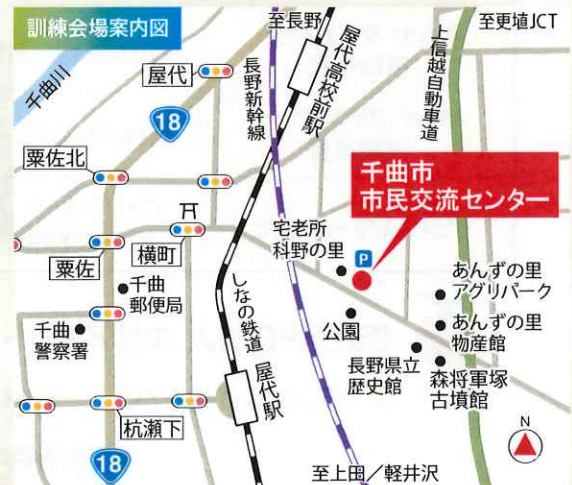 訓練会場案内図
至長野
至更埴JCT
千曲川
屋代
18
長野新幹線
屋代高校前駅
上信越自動車道
粟佐北
千曲市
市民交流センター
宅老所
科野の里
P
粟佐
横町
千曲
郵便局
しなの鉄道
あんずの里
アグリパーク
公園
あんずの里
物産館
千曲
警察署
長野県立
歴史館
屋代駅
森将軍塚
古墳館
杭瀬下
N
18
至上田／軽井沢